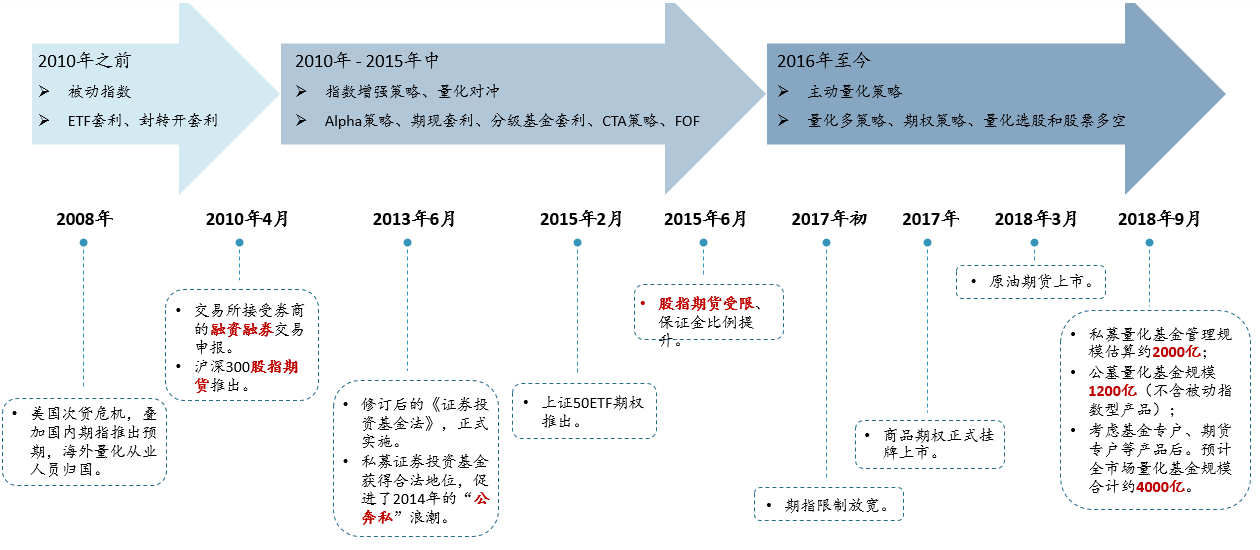 2010年之前
➢ 被动指数
➢ ETF套利、封转开套利
2010年 - 2015年中
➢ 指数增强策略、量化对冲
➢ Alpha策略、期现套利、分级基金套利、CTA策略、FOF
2016年至今
➢ 主动量化策略
➢ 量化多策略、期权策略、量化选股和股票多空
2008年
2010年4月
2013年6月
2015年2月
2015年6月
2017年初
2017年
2018年3月
2018年9月
• 美国次贷危机，叠
加国内期指推出预
期，海外量化从业
人员归国。
• 交易所接受券商
的融资融券交易
申报。
• 沪深300股指期
货推出。
• 修订后的《证券投
资基金法》，正式
实施。
• 私募证券投资基金
获得合法地位，促
进了2014年的“公
奔私”浪潮。
• 上证50ETF期权
推出。
• 股指期货受限、
保证金比例提
升。
• 期指限制放宽。
• 商品期权正式挂
牌上市。
• 原油期货上市。
• 私募量化基金管理规
模估算约2000亿；
• 公墓量化基金规模
1200亿（不含被动指
数型产品）；
• 考虑基金专户、期货
专户等产品后。预计
全市场量化基金规模
合计约4000亿。